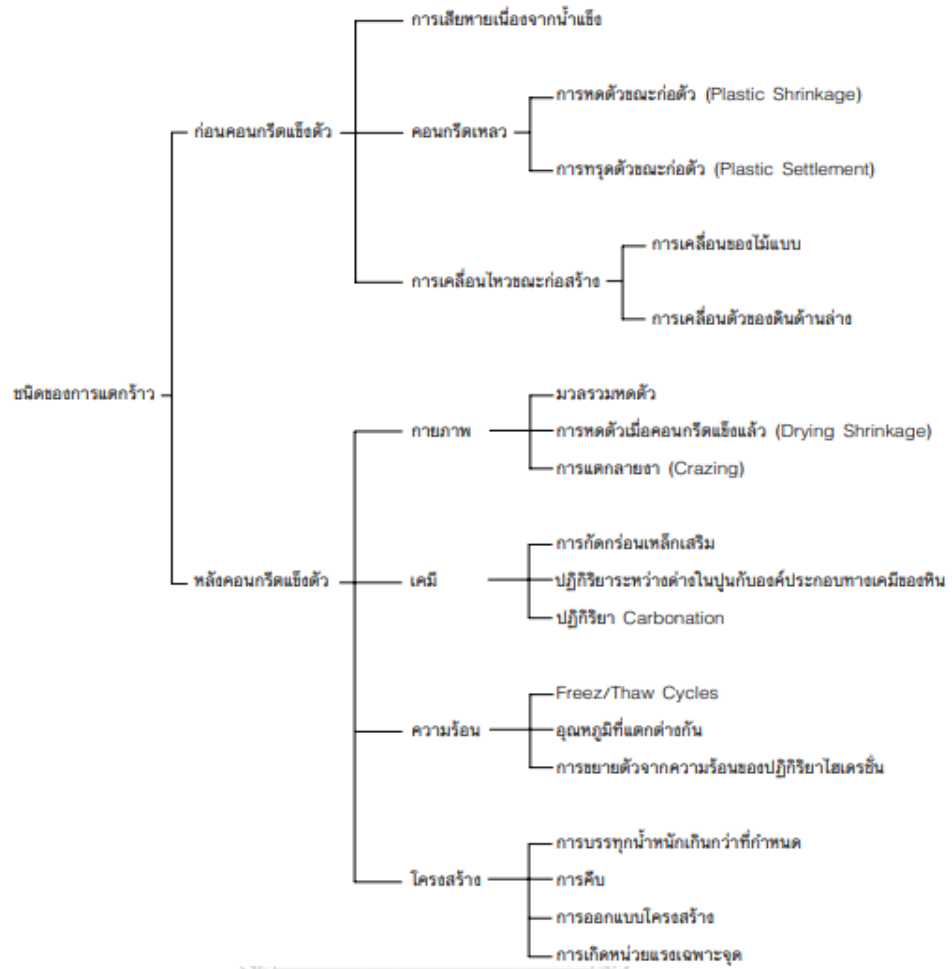 การเสียหายเนื่องจากน้ำแข็ง
การหดตัวขณะก่อตัว (Plastic Shrinkage)
ก่อนคอนกรีตแข็งตัว
คอนกรีตเหลว
การทรุดตัวขณะก่อตัว (Plastic Settlement)
การเคลื่อนของไม้แบบ
การเคลื่อนไหวขณะก่อสร้าง
การเคลื่อนตัวของดินด้านล่าง
ชนิดของการแตกร้าว
มวลรวมหดตัว
กายภาพ
การหดตัวเมื่อคอนกรีตแข็งแล้ว (Drying Shrinkage)
การแตกลายงา (Crazing)
การกัดกร่อนเหล็กเสริม
หลังคอนกรีตแข็งตัว
เคมี
ปฏิกิริยาระหว่างด่างในปูนกับองค์ประกอบทางเคมีของหิน
ปฏิกิริยา Carbonation
Freez/Thaw Cycles
ความร้อน
อุณหภูมิที่แตกต่างกัน
การขยายตัวจากความร้อนของปฏิกิริยาไฮเดรชั่น
การบรรทุกน้ำหนักเกินกว่าที่กำหนด
โครงสร้าง
การคืบ
การออกแบบโครงสร้าง
การเกิดหน่วยแรงเฉพาะจุด